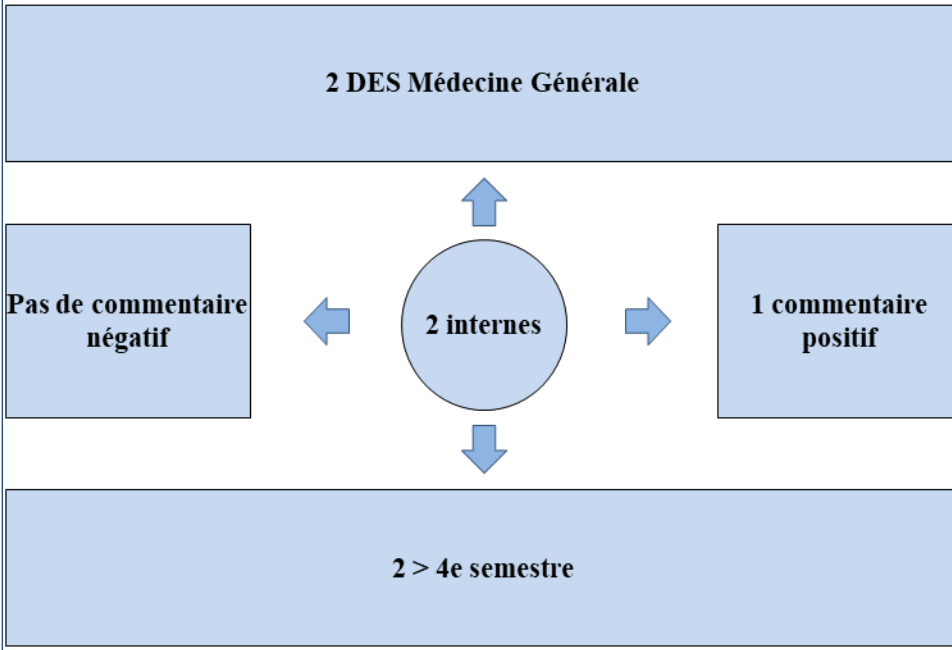 2 DES Médecine Générale
Pas de commentaire
négatif
2 internes
1 commentaire
positif
2 > 4e semestre